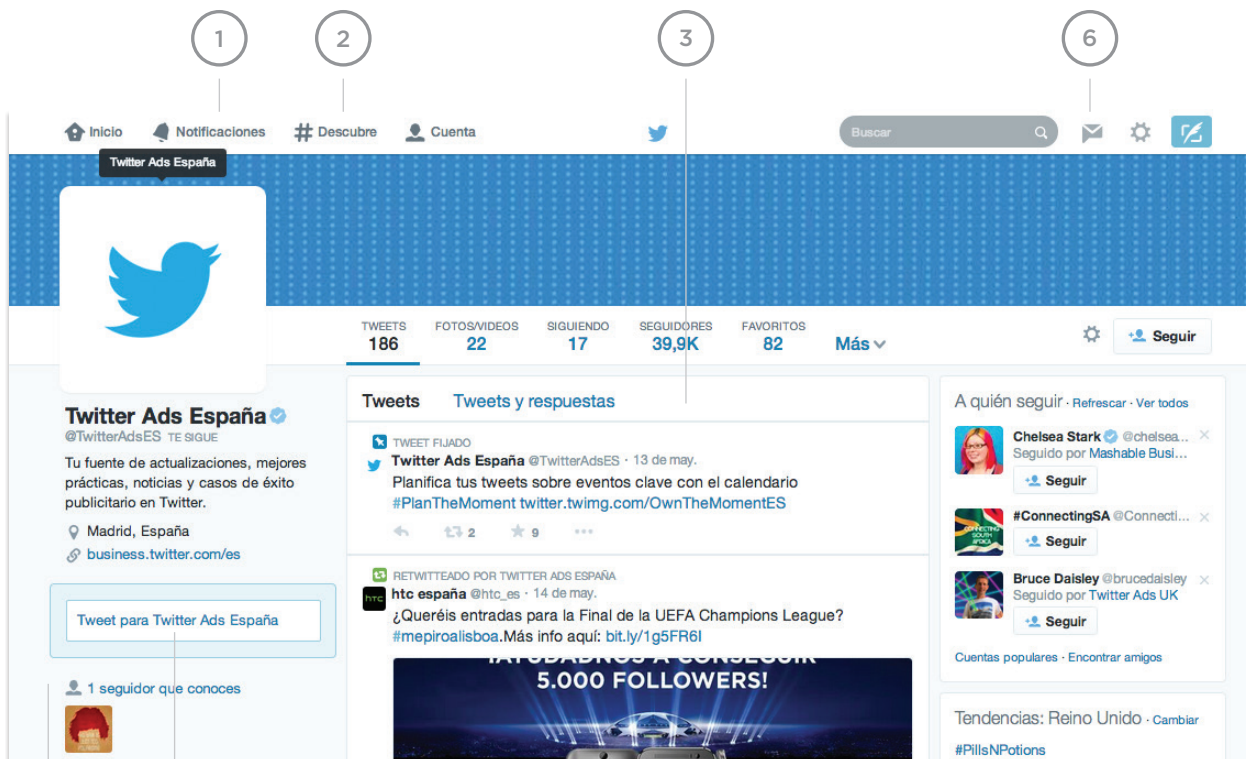 1
2
3
6
Inicio Notificaciones Descubre Cuenta Buscar
Twitter Ads España
TWEETS FOTOS/VIDEOS SIGUIENDO SEGUIDORES FAVORITOS
186 22 17 39,9K 82 Más Seguir
Twitter Ads España
@TwitterAdsES TE SIGUE
Tu fuente de actualizaciones, mejores
prácticas, noticias y casos de éxito
publicitario en Twitter.
Madrid, España
business.twitter.com/es
Tweet para Twitter Ads España
1 seguidor que conoces
Tweets Tweets y respuestas
TWEET FIJADO
Twitter Ads España @TwitterAdsES · 13 de may.
Planifica tus tweets sobre eventos clave con el calendario
#PlanTheMoment twitter.twimg.com/OwnTheMomentES
2 9
RETWITTEADO POR TWITTER ADS ESPAÑA
htc
htc españa @htc_es · 14 de may.
¿Queréis entradas para la Final de la UEFA Champions League?
#mepiroalisboa.Más info aquí: bit.ly/1g5FR6I
¡AYUDADNOS A CONSEGUIR
5.000 FOLLOWERS!
A quién seguir · Refrescar · Ver todos
Chelsea Stark @chelsea...
Seguido por Mashable Busi...
Seguir
CONNECTING
SOUTH
AFRICA
#ConnectingSA @Connecti...
Seguir
Bruce Daisley @brucedaisley
Seguido por Twitter Ads UK
Seguir
Cuentas populares · Encontrar amigos
Tendencias: Reino Unido · Cambiar
#PillsNPotions